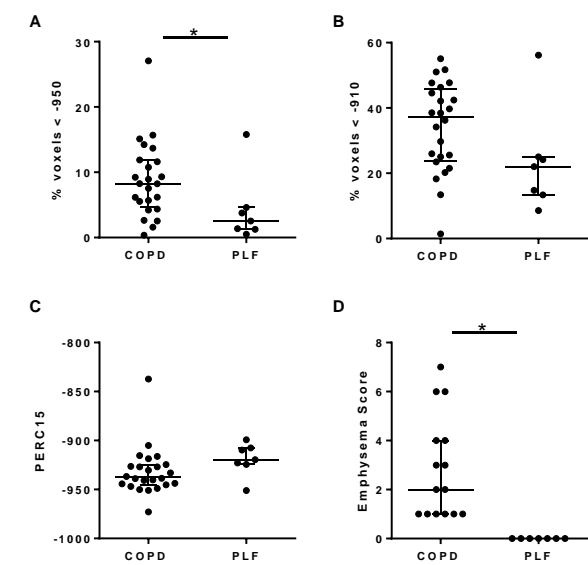 A
*
% voxels < -950
30
20
10
0
COPD PLF
B
% voxels < -910
60
40
20
0
COPD PLF
C
PERC15
-800
-850
-900
-950
-1000
COPD PLF
D
*
Emphysema Score
8
6
4
2
0
COPD PLF